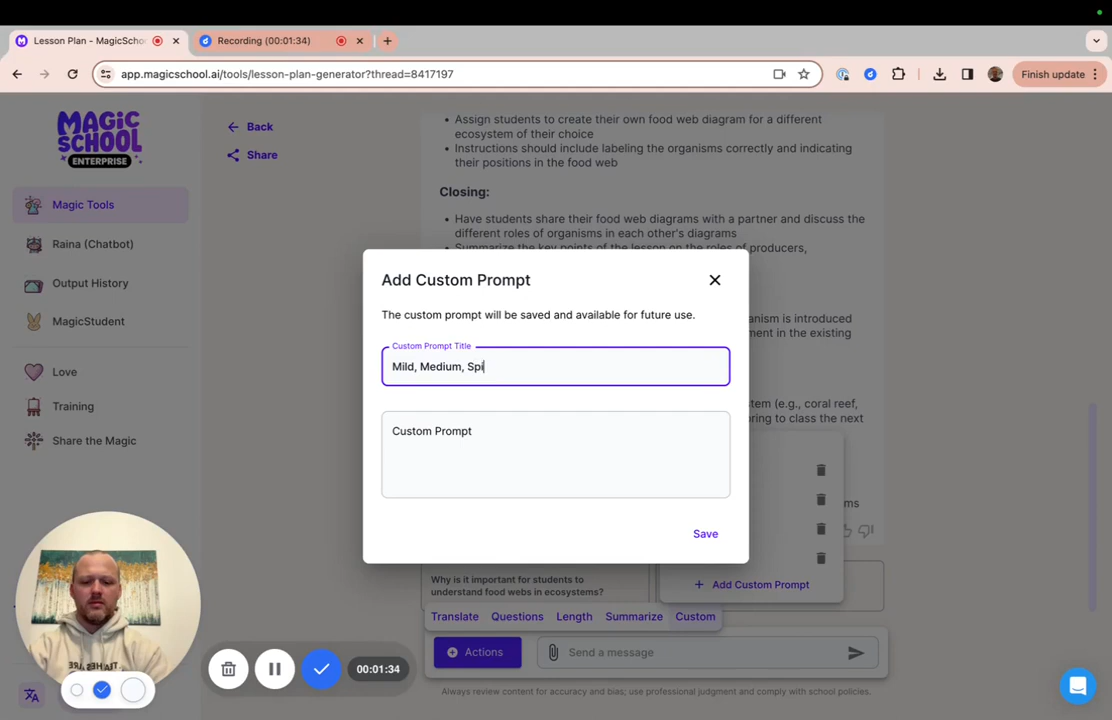 Lesson Plan - MagicScho
Recording (00:01:34)
app.magicschool.ai/tools/lesson-plan-generator?thread=8417197
Finish update
MAGIC
SCHOOL
ENTERPRISE
Magic Tools
Raina (Chatbot)
Output History
MagicStudent
Love
Training
Share the Magic
Back
Share
Assign students to create their own food web diagram for a different
ecosystem of their choice
Instructions should include labeling the organisms correctly and indicating
their positions in the food web
Closing:
Have students share their food web diagrams with a partner and discuss the
different roles of organisms in each other's diagrams
Summarize the key points of the lesson on the roles of producers,
anism is introduced
ment in the existing
stem (e.g., coral reef,
ring to class the next
ms
Add Custom Prompt
The custom prompt will be saved and available for future use.
Custom Prompt Title
Mild, Medium, Spi
Custom Prompt
Save
+ Add Custom Prompt
Why is it important for students to
understand food webs in ecosystems?
Translate Questions Length Summarize Custom
Actions
Send a message
Always review content for accuracy and bias; use professional judgment and comply with school policies.
00:01:34